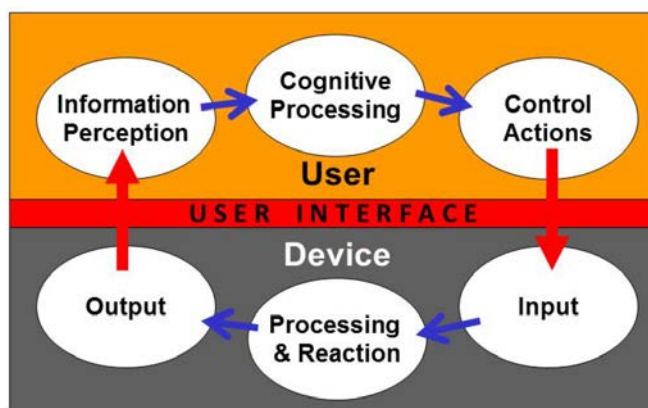 Information
Perception
Cognitive
Processing
Control
Actions
User
USER INTERFACE
Device
Output
Processing
& Reaction
Input